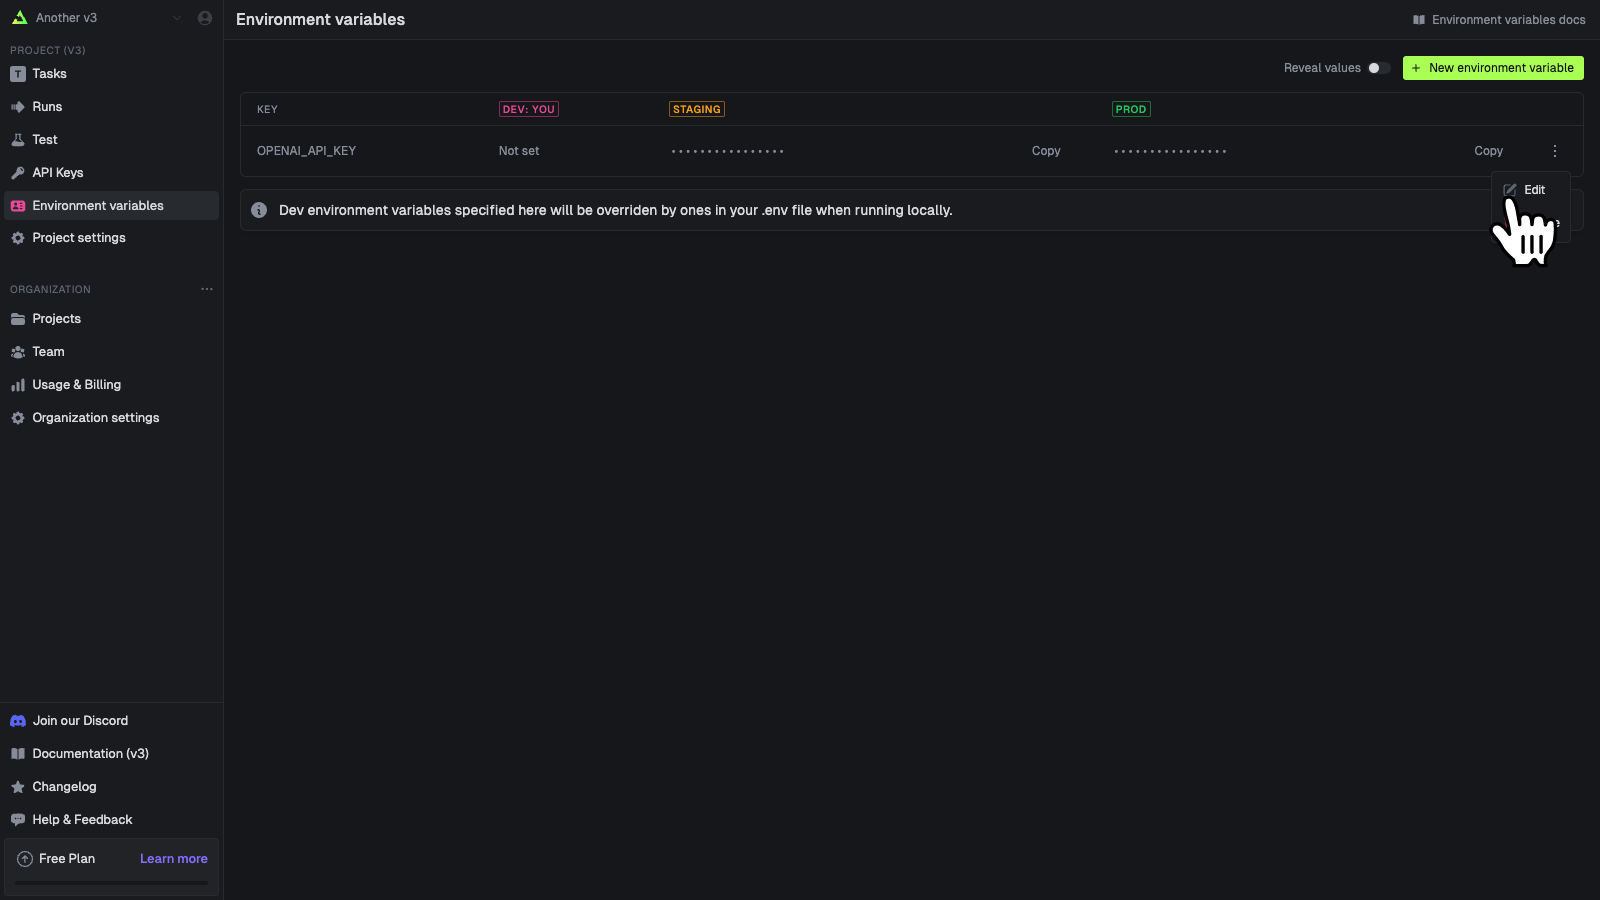 Another v3
Environment variables
Environment variables docs
PROJECT (V3)
Tasks
Runs
Test
API Keys
Environment variables
Project settings
ORGANIZATION
Projects
Team
Usage & Billing
Organization settings
Join our Discord
Documentation (v3)
Changelog
Help & Feedback
Free Plan Learn more
Reveal values + New environment variable
KEY DEV: YOU STAGING PROD
OPENAI_API_KEY Not set •••••••••••••••• Copy •••••••••••••••• Copy
Edit
Dev environment variables specified here will be overriden by ones in your .env file when running locally.